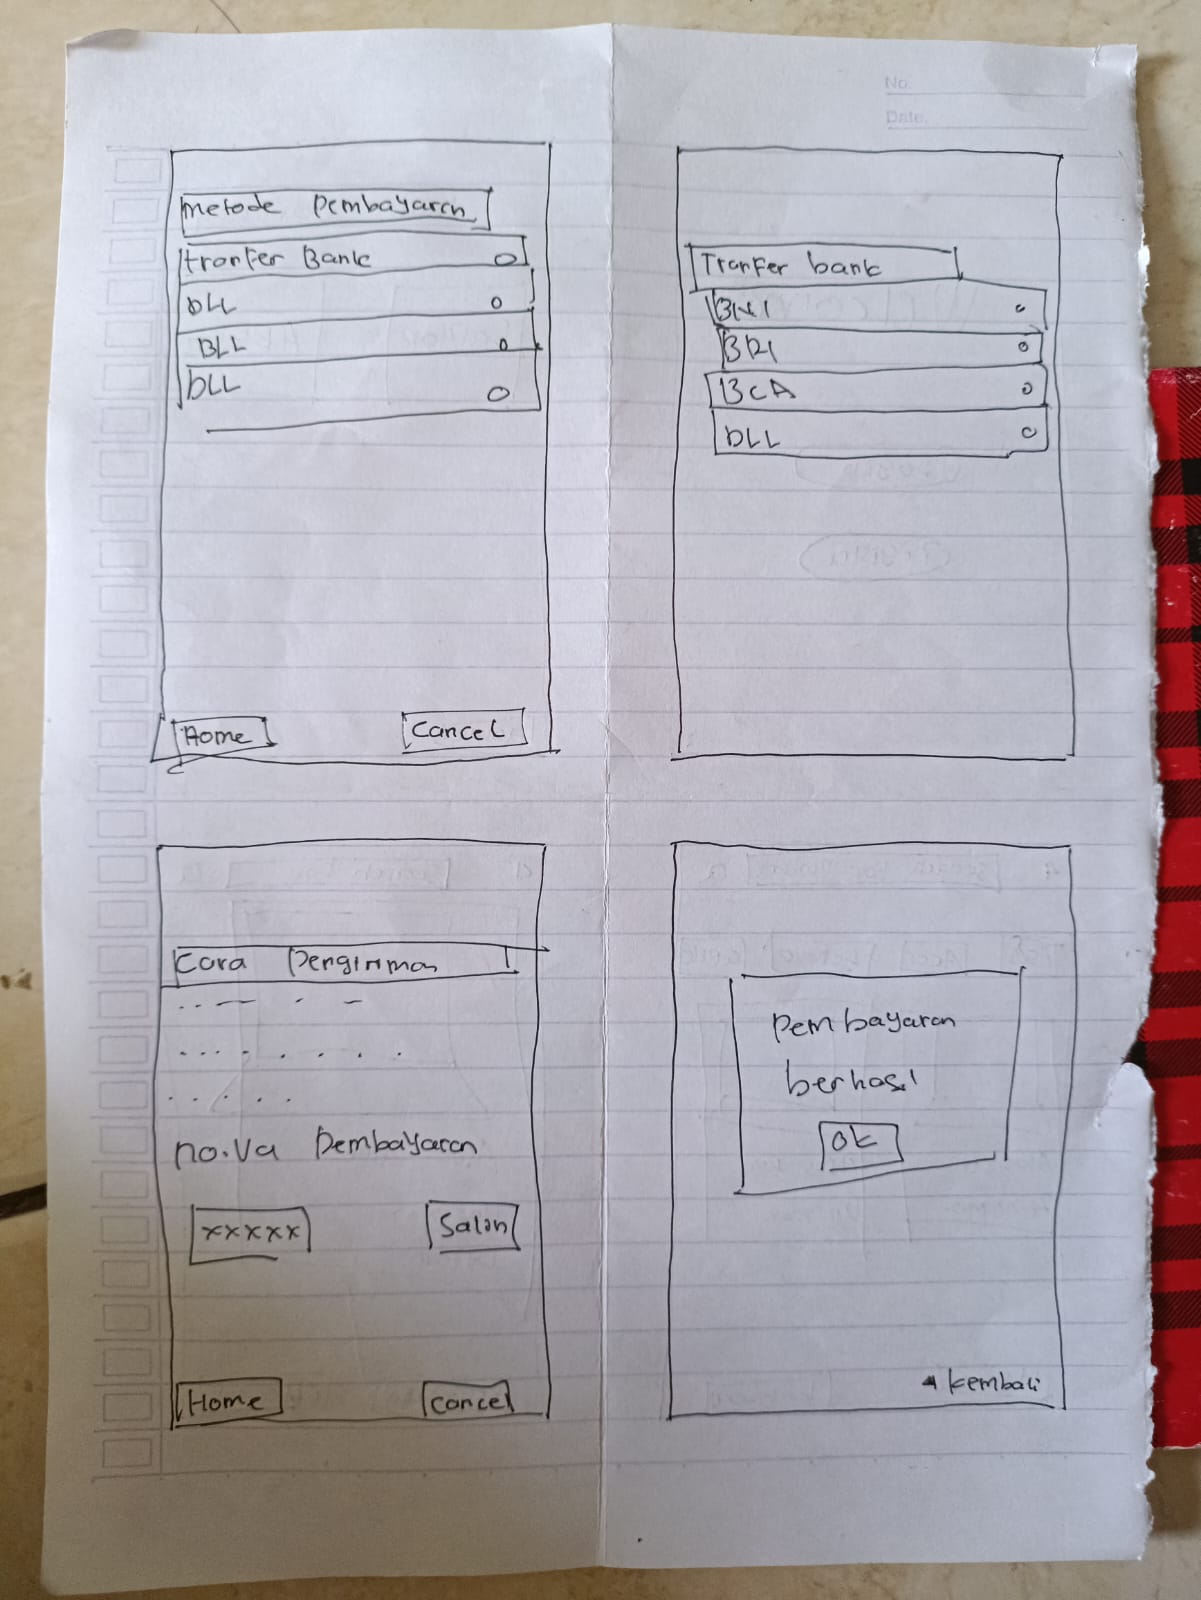 No.
Date.
metode Pembayaran
tranfer Bank
DLL
BLL
DLL
Home
Cancel
Tranfer bank
BNI
BRI
BCA
DLL
Cara Pengiriman
no.Va Pembayaran
xxxxx
Salin
Home
Cancel
Pembayaran
berhasil
Ok
kembali